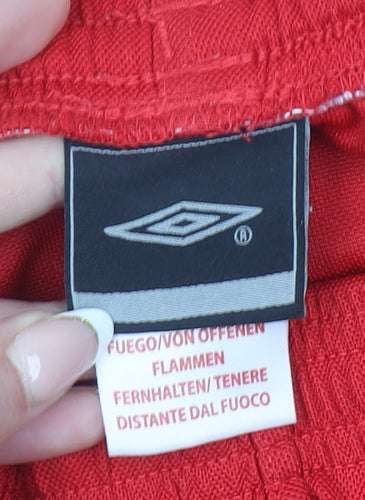 ®
FUEGO/VON OFFENEN
FLAMMEN
FERNHALTEN/ TENERE
DISTANTE DAL FUOCO